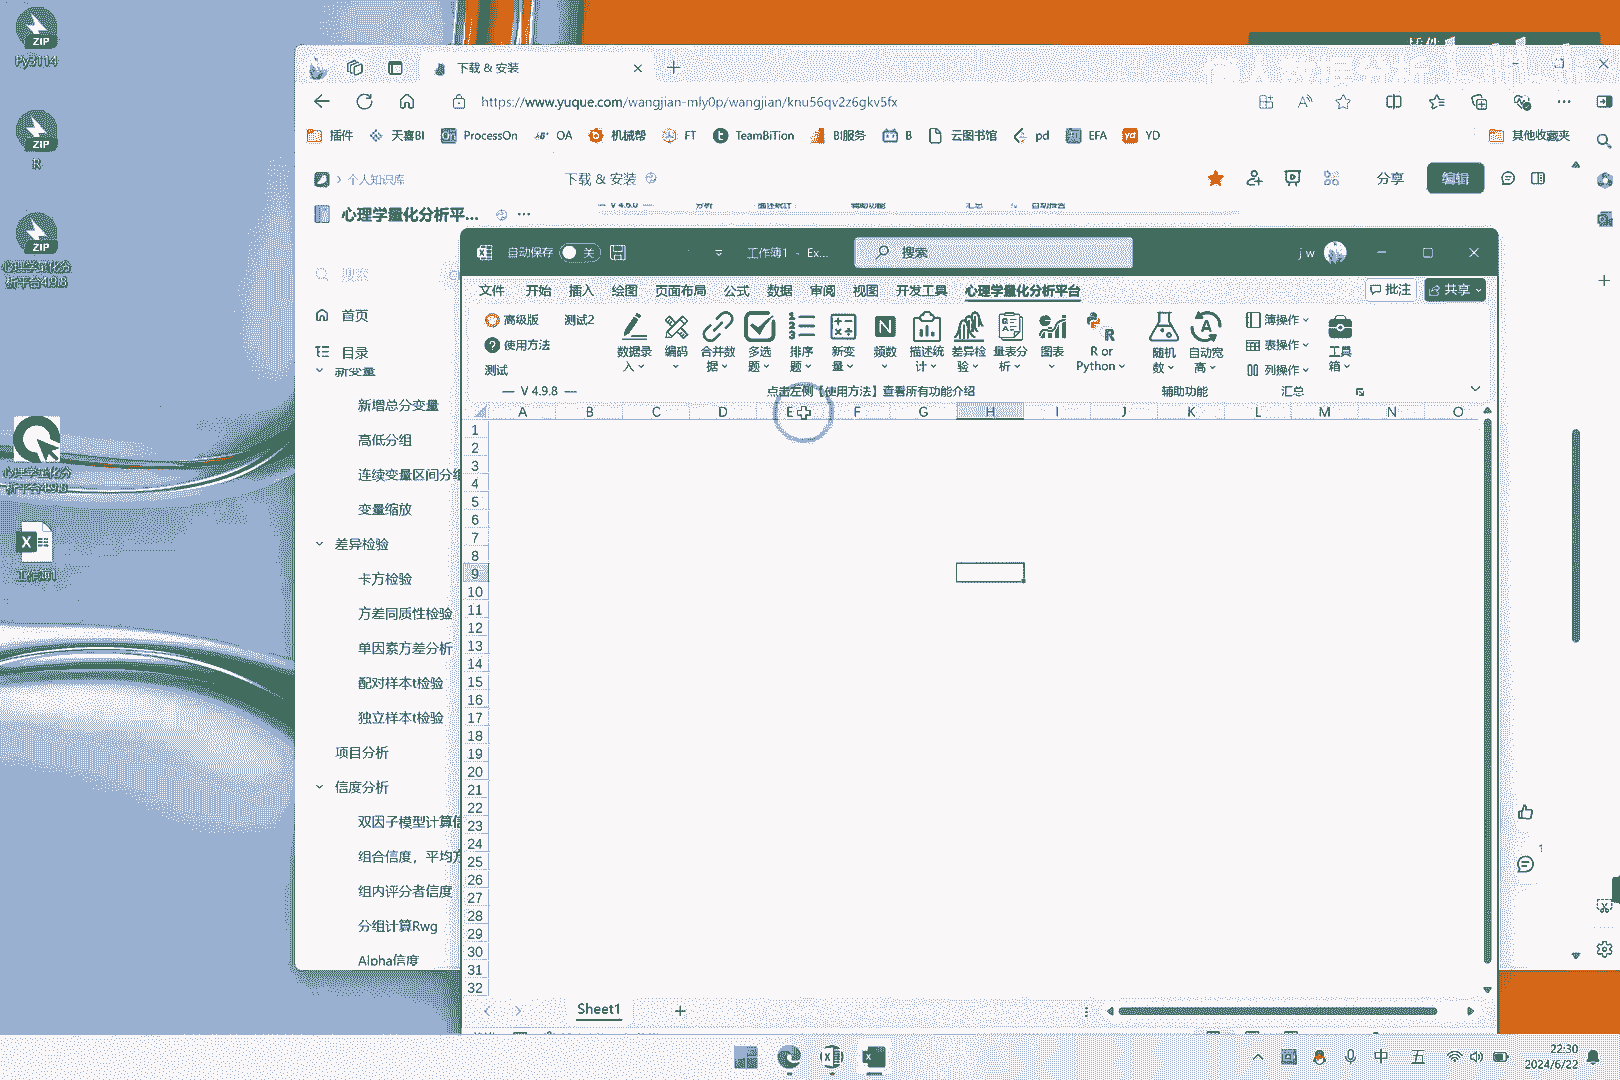 ZIP
Py3114
ZIP
R
ZIP
心理学量化分
析平台4.9.8
心理学量化分
析平台4.9.8
工作簿1
下载 & 安装
https://www.yuque.com/wangjian-mly0p/wangjian/knu56qv2z6gkv5fx
插件 天喜BI ProcessOn OA 机械帮 FT TeamBiTion BI服务 B 云图书馆 pd EFA YD 其他收藏夹
个人知识库
下载 & 安装
分享 编辑
心理学量化分析平...
搜索
首页
目录
新变量
新增总分变量
高低分组
连续变量区间分组
变量缩放
差异检验
卡方检验
方差同质性检验
单因素方差分析
配对样本t检验
独立样本t检验
项目分析
信度分析
双因子模型计算信
组合信度，平均方
组内评分者信度
分组计算Rwg
Alpha信度
自动保存 关 工作簿1 - Ex... 搜索 j w
文件 开始 插入 绘图 页面布局 公式 数据 审阅 视图 开发工具 心理学量化分析平台 批注 共享
高级版 测试2
使用方法
测试
数据录入 编码 合并数据 多选题 排序题 新变量 频数 描述统计 差异检验 量表分析 图表 R or Python 随机数 自动宽高 簿操作 表操作 列操作 工具箱
— V 4.9.8 — 点击左侧【使用方法】查看所有功能介绍 辅助功能 汇总
A B C D E F G H I J K L M N O
1
2
3
4
5
6
7
8
9
10
11
12
13
14
15
16
17
18
19
20
21
22
23
24
25
26
27
28
29
30
31
32
Sheet1
1
中 五
22:30
2024/6/22